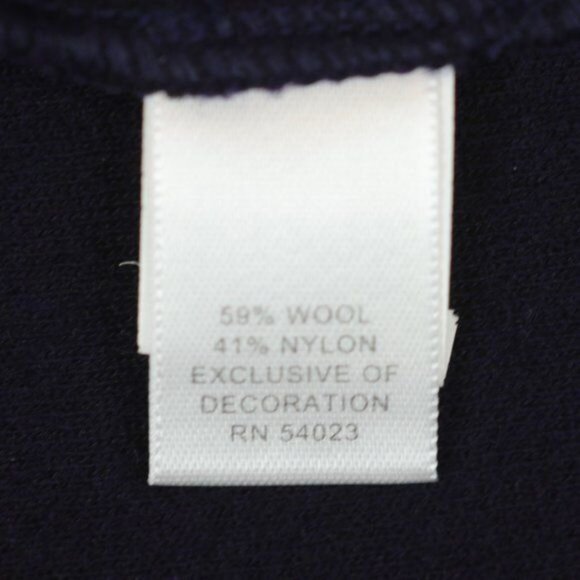 59% WOOL
41% NYLON
EXCLUSIVE OF
DECORATION
RN 54023